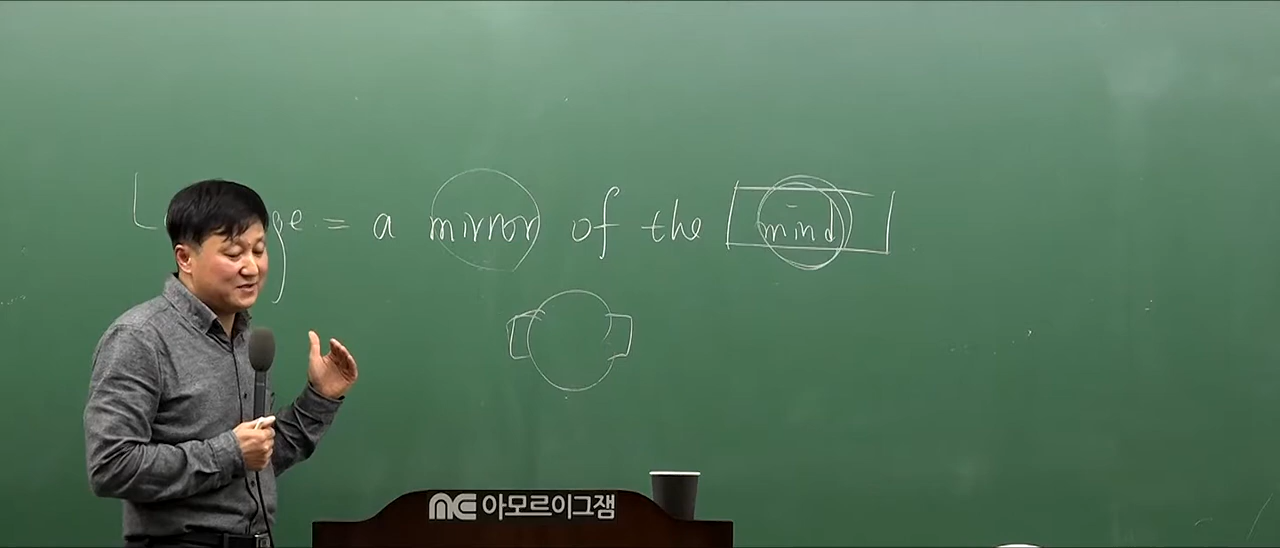 = a mirror of the mind
아모르이그잼